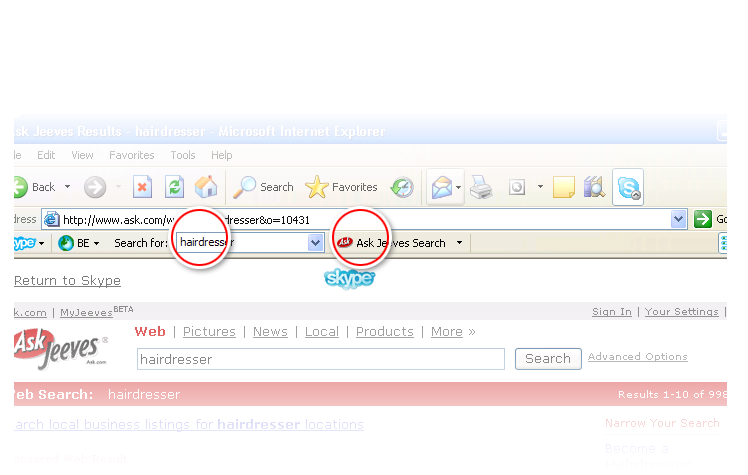 sk Jeeves Results - hairdresser - Microsoft Internet Explorer
le Edit View Favorites Tools Help
Back Search Favorites
dress http://www.ask.com/w dresser&o=10431 Go
ype BE Search for: hairdresser Ask Ask Jeeves Search
Return to Skype
skype
k.com | MyJeeves BETA Sign In | Your Settings |
Ask Jeeves® Ask.com
Web | Pictures | News | Local | Products | More »
hairdresser Search Advanced Options
eb Search: hairdresser Results 1-10 of 998
arch local business listings for hairdresser locations
Narrow Your Search
Become a